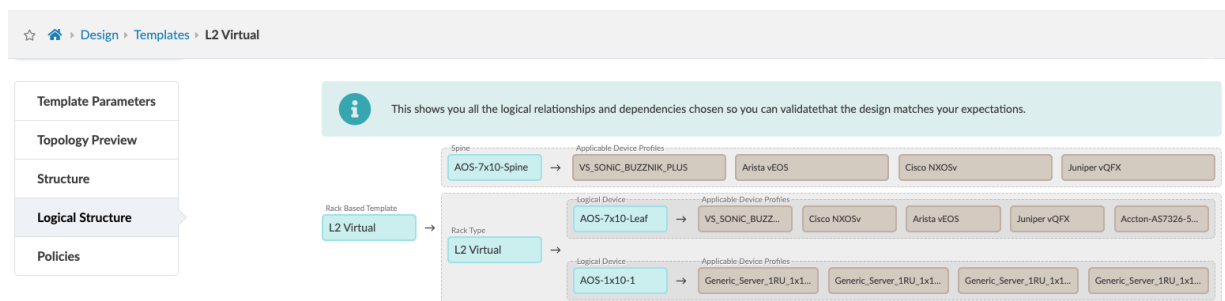 Design Templates L2 Virtual
Template Parameters
Topology Preview
Structure
Logical Structure
Policies
This shows you all the logical relationships and dependencies chosen so you can validatethat the design matches your expectations.
Spine
Applicable Device Profiles
AOS-7x10-Spine → VS_SONiC_BUZZNIK_PLUS Arista vEOS Cisco NXOSv Juniper vQFX
Rack Based Template
L2 Virtual →
Rack Type
L2 Virtual →
Logical Device
Applicable Device Profiles
AOS-7x10-Leaf → VS_SONiC_BUZZ... Cisco NXOSv Arista vEOS Juniper vQFX Accton-AS7326-5...
Logical Device
Applicable Device Profiles
AOS-1x10-1 → Generic_Server_1RU_1x1... Generic_Server_1RU_1x1... Generic_Server_1RU_1x1... Generic_Server_1RU_1x1...